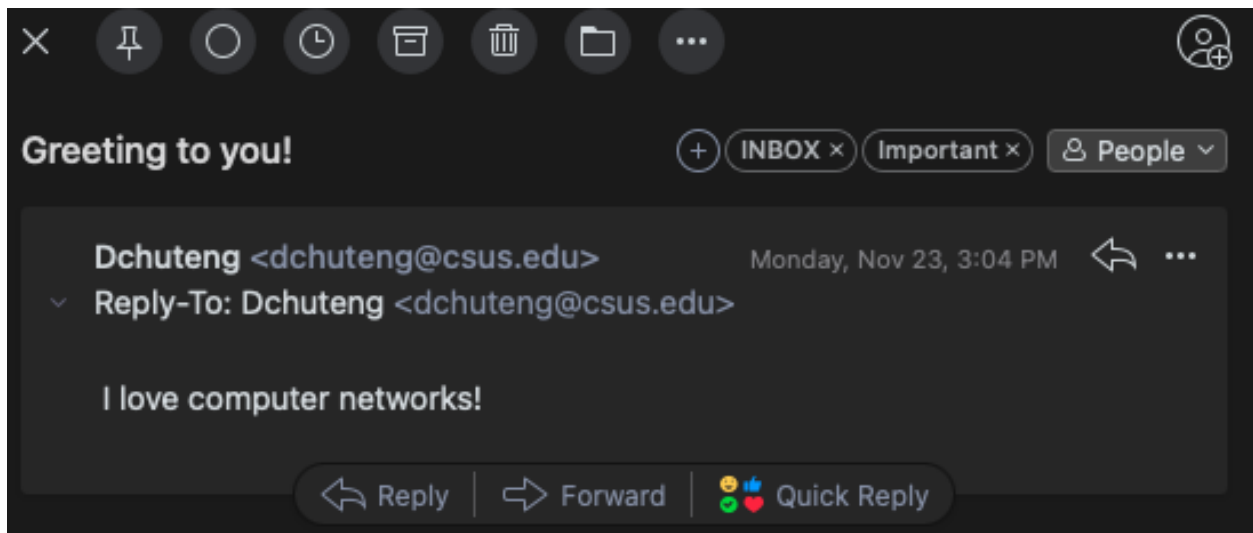 Greeting to you!
INBOX × Important × People
Dchuteng <dchuteng@csus.edu> Monday, Nov 23, 3:04 PM
Reply-To: Dchuteng <dchuteng@csus.edu>
I love computer networks!
Reply Forward Quick Reply